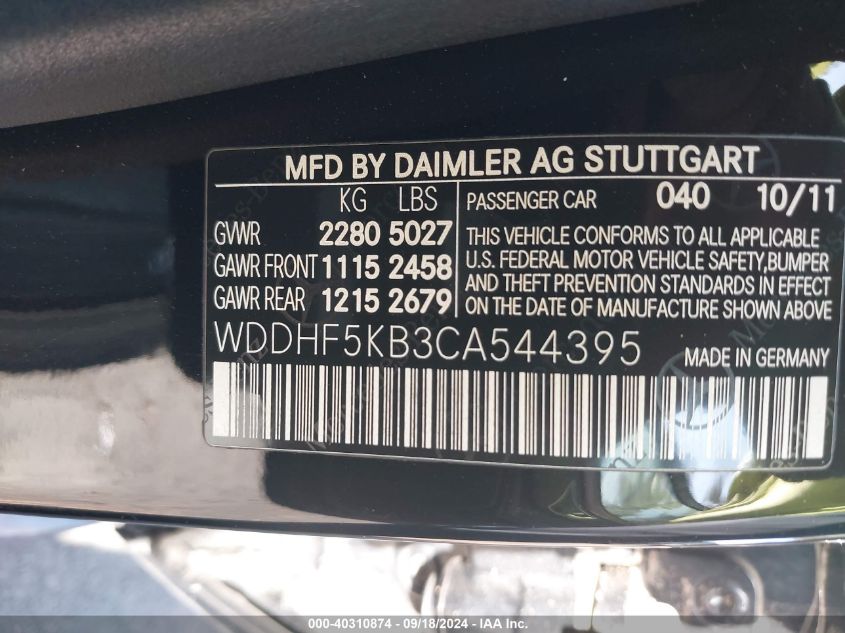 MFD BY DAIMLER AG STUTTGART
KG LBS
GVWR 2280 5027
GAWR FRONT 1115 2458
GAWR REAR 1215 2679
PASSENGER CAR 040 10/11
THIS VEHICLE CONFORMS TO ALL APPLICABLE
U.S. FEDERAL MOTOR VEHICLE SAFETY,BUMPER
AND THEFT PREVENTION STANDARDS IN EFFECT
ON THE DATE OF MANUFACTURE SHOWN ABOVE.
WDDHF5KB3CA544395
MADE IN GERMANY
000-40310874 • 09/18/2024 - © IAA Inc.